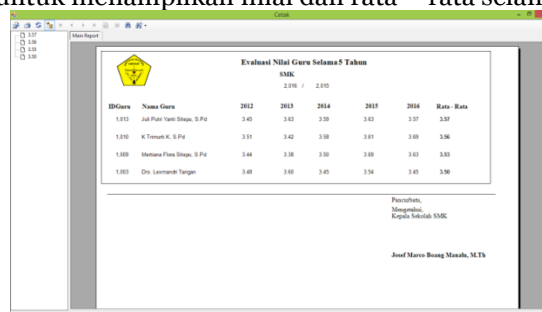 untuk menampilkan nilai dan rata – rata selam
Cetak
3.57
3.56
3.53
3.50
Main Report
Evaluasi Nilai Guru Selama 5 Tahun
SMK
2,016 / 2,015
IDGuru Nama Guru 2012 2013 2014 2015 2016 Rata - Rata
1,013 Juli Putri Yanti Sitepu, S.Pd 3.45 3.63 3.59 3.63 3.57 3.57
1,010 K Trimurti K, S.Pd 3.51 3.42 3.58 3.61 3.69 3.56
1,009 Mertiana Flora Sitepu, S.Pd 3.44 3.38 3.50 3.69 3.63 3.53
1,003 Drs. Lesmandri Tarigan 3.48 3.60 3.45 3.54 3.45 3.50
Pancurbatu,
Mengetahui,
Kepala Sekolah SMK
Josef Marco Boang Manalu, M.Th